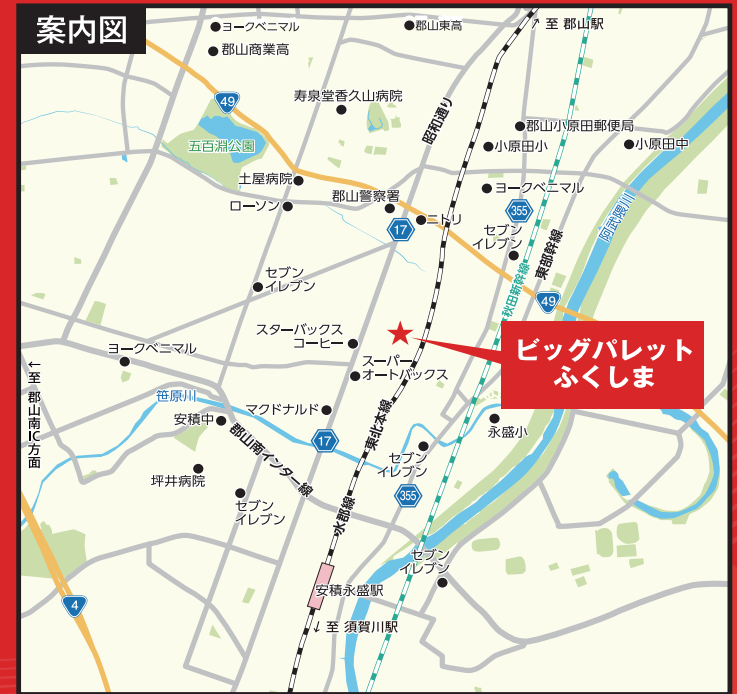 案内図
ヨークベニマル
郡山商業高
郡山東高
↗ 至 郡山駅
49
寿泉堂香久山病院
昭和通り
五百淵公園
郡山小原田郵便局
小原田小
小原田中
土屋病院
ローソン
郡山警察署
ヨークベニマル
17
ニトリ
355
セブン
イレブン
東部幹線
阿武隈川
秋田新幹線
49
セブン
イレブン
スターバックス
コーヒー
ビッグパレット
ふくしま
ヨークベニマル
スーパー
オートバックス
← 至 郡山南IC方面
笹原川
安積中
マクドナルド
東北本線
永盛小
郡山南インター線
17
セブン
イレブン
坪井病院
355
セブン
イレブン
水郡線
セブン
イレブン
安積永盛駅
4
↓ 至 須賀川駅